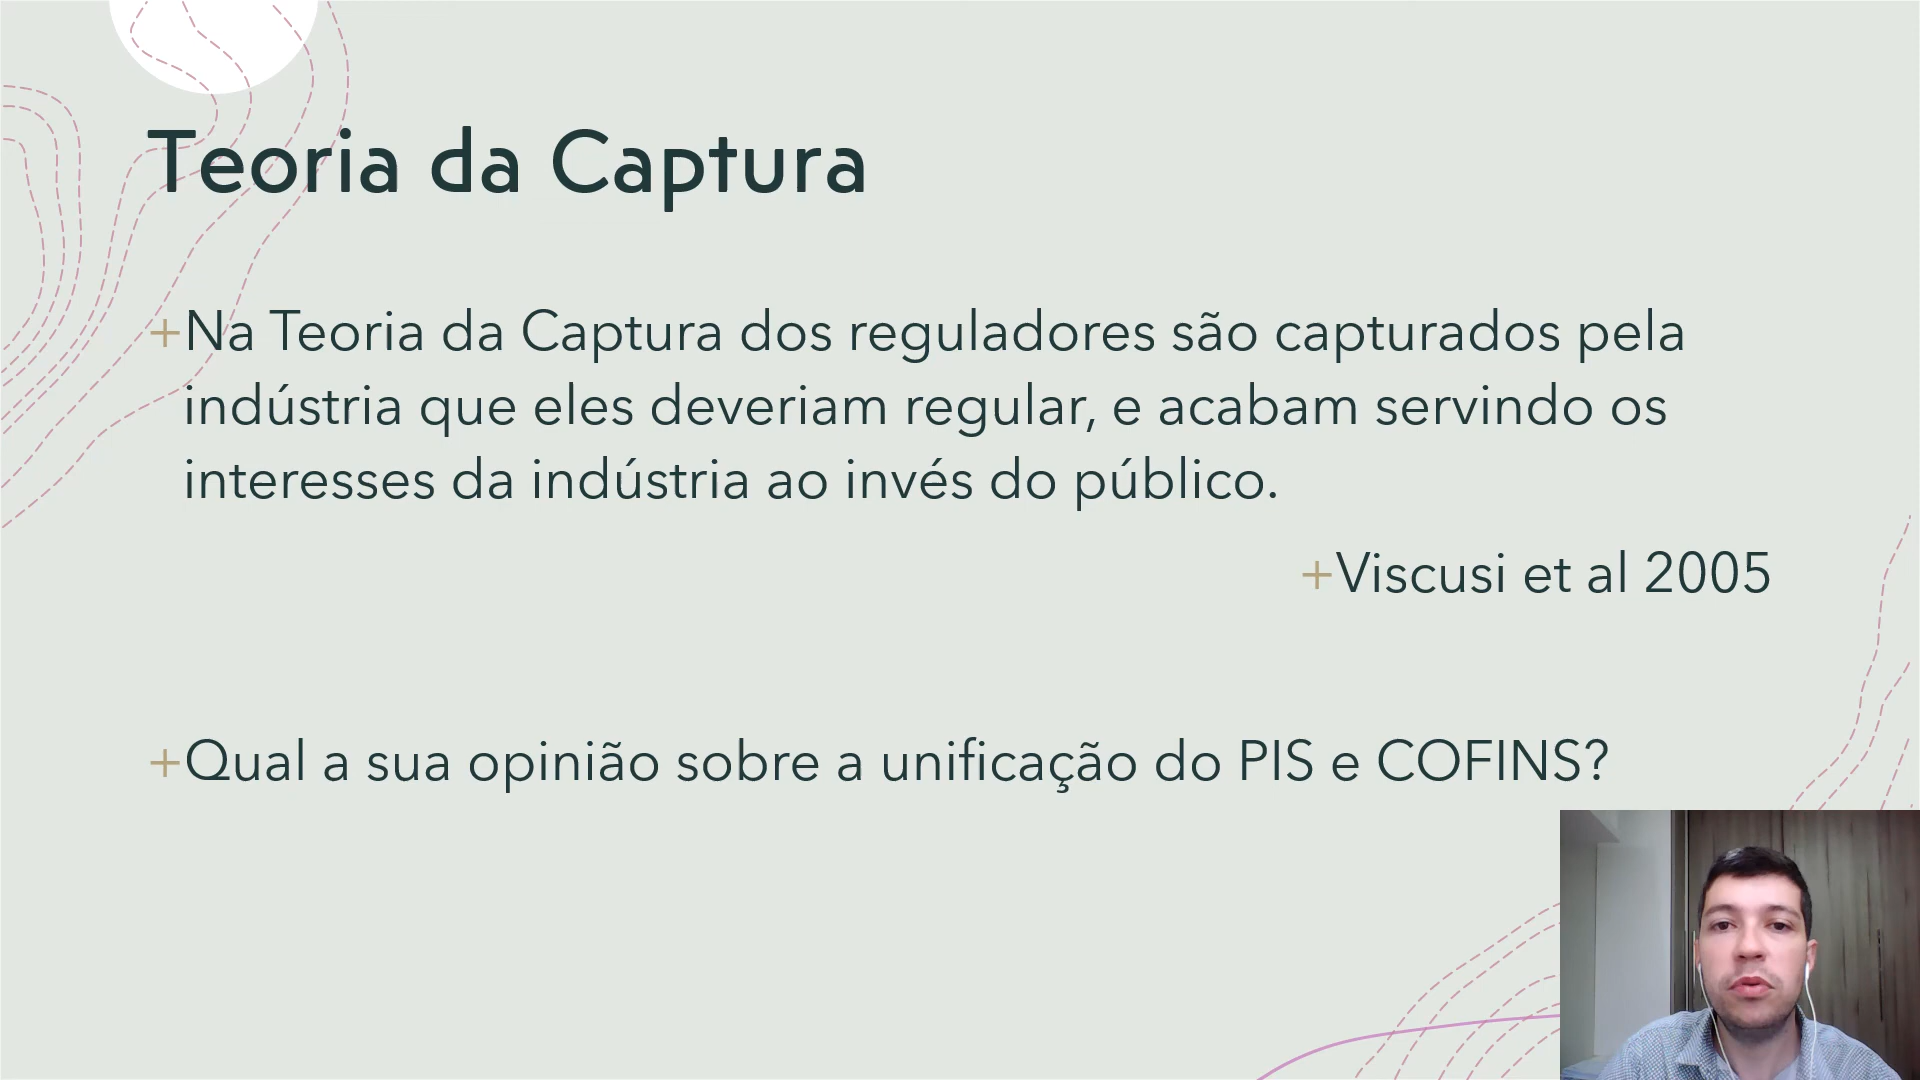 Teoria da Captura
+Na Teoria da Captura dos reguladores são capturados pela
indústria que eles deveriam regular, e acabam servindo os
interesses da indústria ao invés do público.
+Viscusi et al 2005
+Qual a sua opinião sobre a unificação do PIS e COFINS?